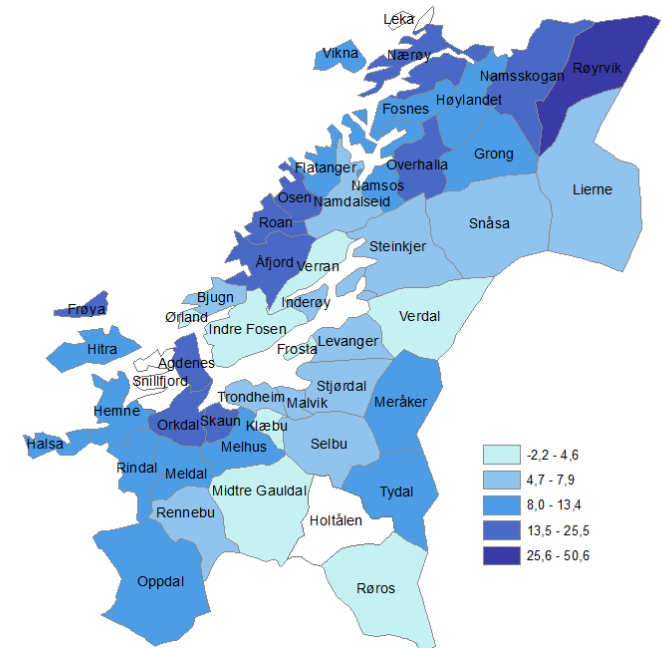 Leka
Vikna
Nærøy
Namsskogan
Røyrvik
Høylandet
Fosnes
Grong
Overhalla
Flatanger
Namsos
Lierne
Osen
Namdalseid
Snåsa
Roan
Steinkjer
Åfjord
Verran
Bjugn
Inderøy
Frøya
Ørland
Verdal
Indre Fosen
Levanger
Frosta
Hitra
Agdenes
Snillfjord
Stjørdal
Trondheim
Malvik
Meråker
Hemne
Orkdal
Skaun
Klæbu
Halsa
Selbu
Melhus
Rindal
Meldal
Midtre Gauldal
Tydal
Rennebu
Holtålen
Oppdal
Røros
-2,2 - 4,6
4,7 - 7,9
8,0 - 13,4
13,5 - 25,5
25,6 - 50,6